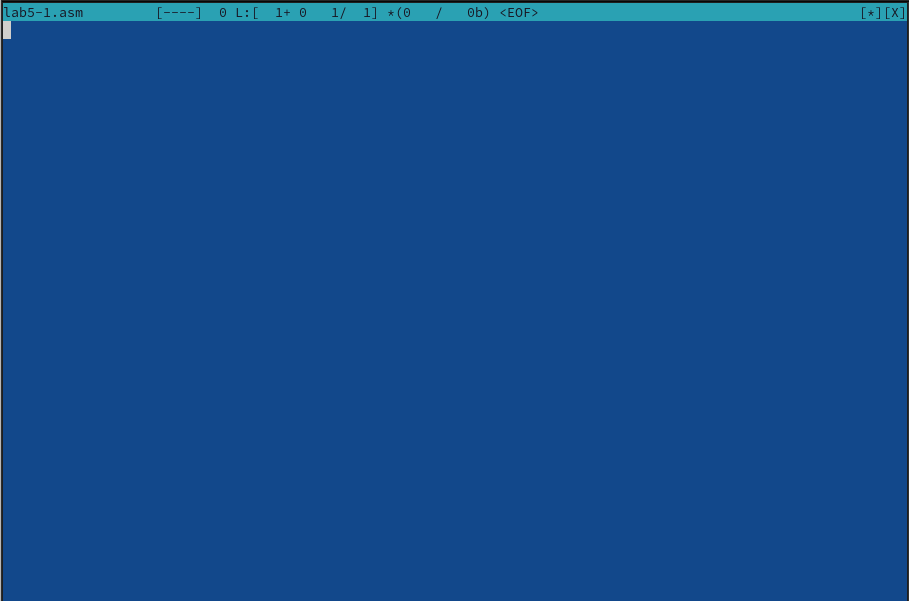 lab5-1.asm [----] 0 L:[ 1+ 0 1/ 1] *(0 / 0b) <EOF> [*][X]